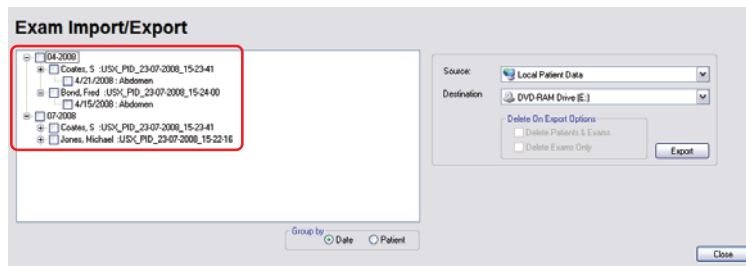 Exam Import/Export
04-2008
Coates, S :USX_PID_23-07-2008_15-23-41
4/21/2008 : Abdomen
Bond, Fred :USX_PID_23-07-2008_15-24-00
4/15/2008 : Abdomen
07-2008
Coates, S :USX_PID_23-07-2008_15-23-41
Jones, Michael :USX_PID_23-07-2008_15-22-16
Group by
Date Patient
Source: Local Patient Data
Destination DVD-RAM Drive (E:)
Delete On Export Options
Delete Patients & Exams
Delete Exams Only
Export
Close